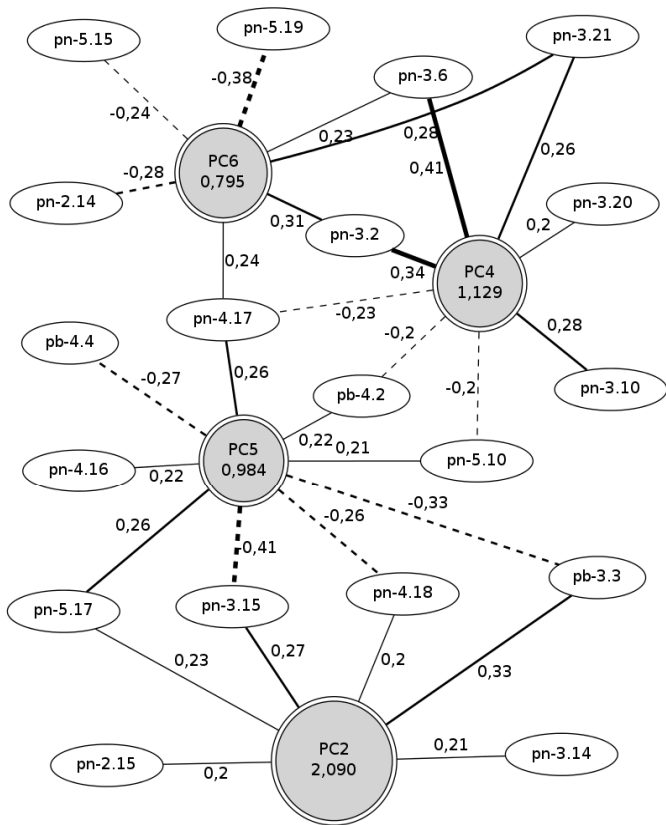 pn-5.19
pn-5.15
pn-3.21
pn-3.6
-0,38
-0,24
0,23
0,28
0,41
0,26
PC6
0,795
-0,28
pn-2.14
pn-3.20
0,2
0,31
pn-3.2
0,34
PC4
1,129
0,24
-0,23
pn-4.17
0,28
pb-4.4
-0,2
-0,27
0,26
-0,2
pn-3.10
pb-4.2
0,22
0,21
PC5
0,984
pn-4.16
0,22
pn-5.10
-0,33
-0,26
0,26
-0,41
pb-3.3
pn-4.18
pn-5.17
pn-3.15
0,23
0,27
0,2
0,33
PC2
2,090
pn-2.15
0,2
0,21
pn-3.14